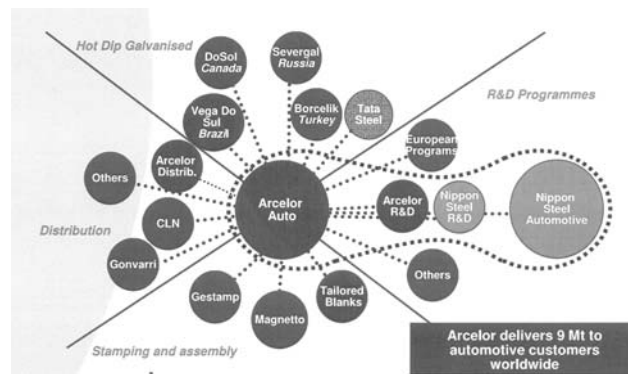 Hot Dip Galvanised
DoSol
Canada
Severgal
Russia
R&D Programmes
Vega Do
Sul
Brazil
Borcelik
Turkey
Tata
Steel
European
Programs
Arcelor
Distrib.
Others
Arcelor
Auto
Arcelor
R&D
Nippon
Steel
R&D
Nippon
Steel
Automotive
CLN
Distribution
Gonvarri
Others
Gestamp
Magnetto
Tailored
Blanks
Stamping and assembly
Arcelor delivers 9 Mt to
automotive customers
worldwide